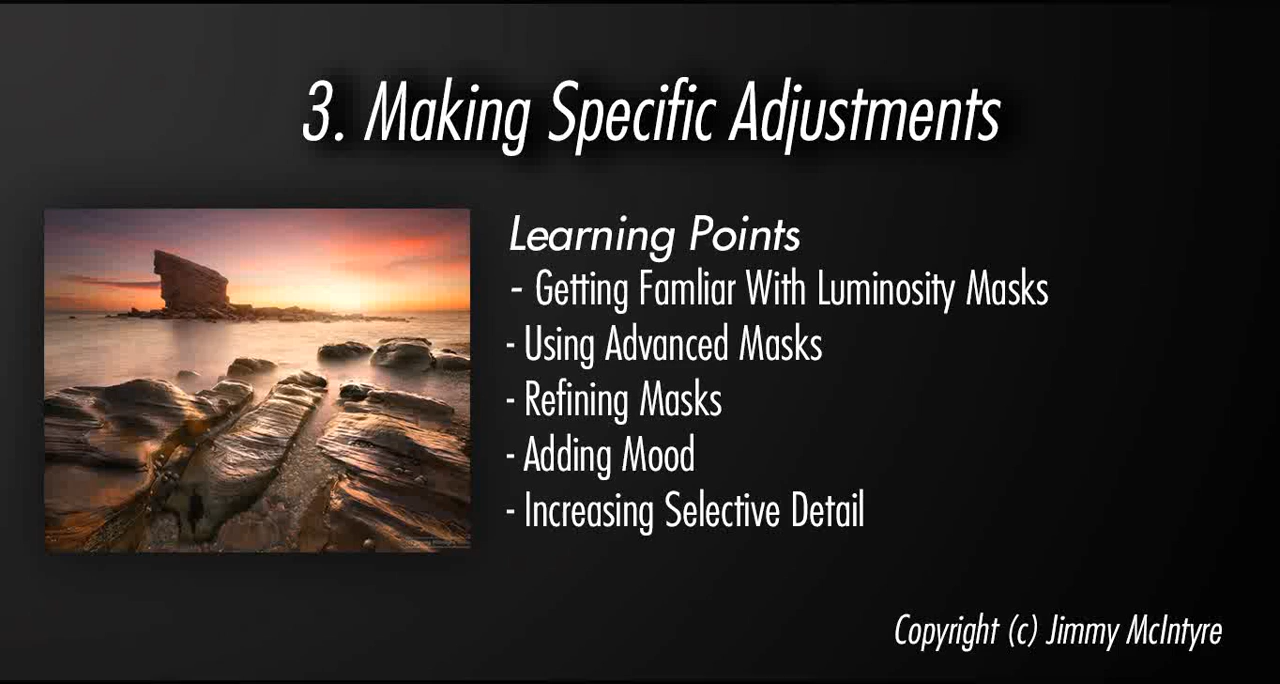 3. Making Specific Adjustments
Learning Points
- Getting Famliar With Luminosity Masks
- Using Advanced Masks
- Refining Masks
- Adding Mood
- Increasing Selective Detail
Copyright (c) Jimmy McIntyre